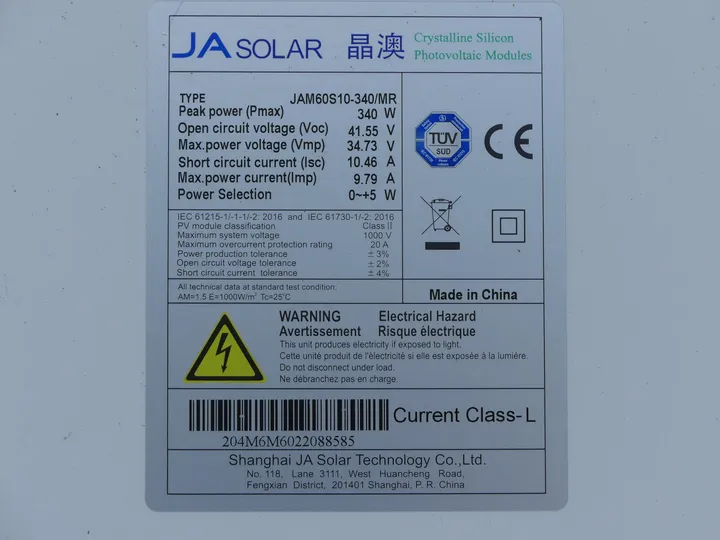 JA SOLAR 晶澳 Crystalline Silicon
Photovoltaic Modules
TYPE JAM60S10-340/MR
Peak power (Pmax) 340 W
Open circuit voltage (Voc) 41.55 V
Max.power voltage (Vmp) 34.73 V
Short circuit current (Isc) 10.46 A
Max.power current(Imp) 9.79 A
Power Selection 0~+5 W
IEC 61215-1/-1-1/-2: 2016 and IEC 61730-1/-2: 2016
PV module classification Class II
Maximum system voltage 1000 V
Maximum overcurrent protection rating 20 A
Power production tolerance ± 3%
Open circuit voltage tolerance ± 2%
Short circuit current tolerance ± 4%
All technical data at standard test condition:
AM=1.5 E=1000W/m² Tc=25°C
TÜV
SÜD
CE
Made in China
WARNING Electrical Hazard
Avertissement Risque électrique
This unit produces electricity if exposed to light.
Cette unité produit de l'électricité si elle est exposée à la lumière.
Do not disconnect under load.
Ne débranchez pas en charge.
204M6M6022088585
Current Class- L
Shanghai JA Solar Technology Co.,Ltd.
No. 118, Lane 3111, West Huancheng Road,
Fengxian District, 201401 Shanghai, P. R. China